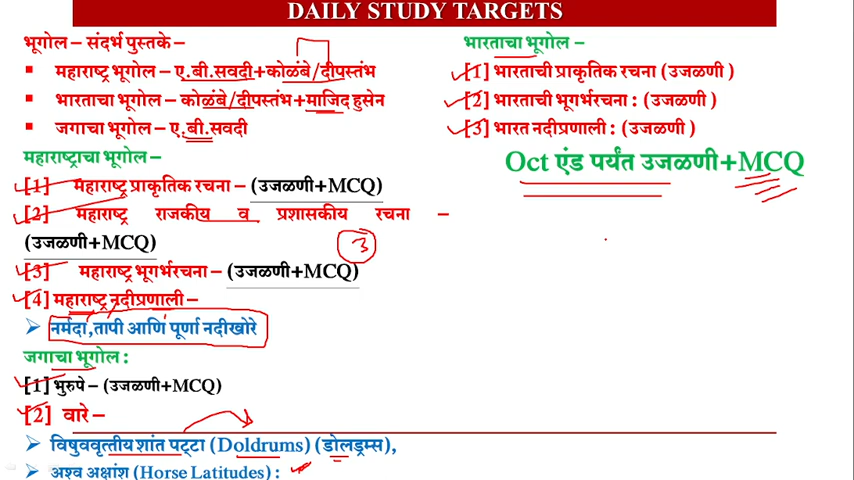 DAILY STUDY TARGETS
भूगोल – संदर्भ पुस्तके –
▪ महाराष्ट्र भूगोल – ए.बी.सवदी+कोळंबे/दीपस्तंभ
▪ भारताचा भूगोल – कोळंबे/दीपस्तंभ+माजिद हुसेन
▪ जगाचा भूगोल – ए.बी.सवदी
महाराष्ट्राचा भूगोल –
[1] महाराष्ट्र प्राकृतिक रचना – (उजळणी+MCQ)
[2] महाराष्ट्र राजकीय व प्रशासकीय रचना –
(उजळणी+MCQ)
3
[3] महाराष्ट्र भूगर्भरचना – (उजळणी+MCQ)
[4] महाराष्ट्र नदीप्रणाली –
➢ नर्मदा,तापी आणि पूर्णा नदीखोरे
जगाचा भूगोल :
[1] भुरुपे – (उजळणी+MCQ)
[2] वारे –
➢ विषुववृत्तीय शांत पट्टा (Doldrums) (डोलड्रम्स),
➢ अश्व अक्षांश (Horse Latitudes) :
भारताचा भूगोल –
[1] भारताची प्राकृतिक रचना (उजळणी )
[2] भारताची भूगर्भरचना : (उजळणी )
[3] भारत नदीप्रणाली : (उजळणी )
Oct एंड पर्यंत उजळणी+MCQ